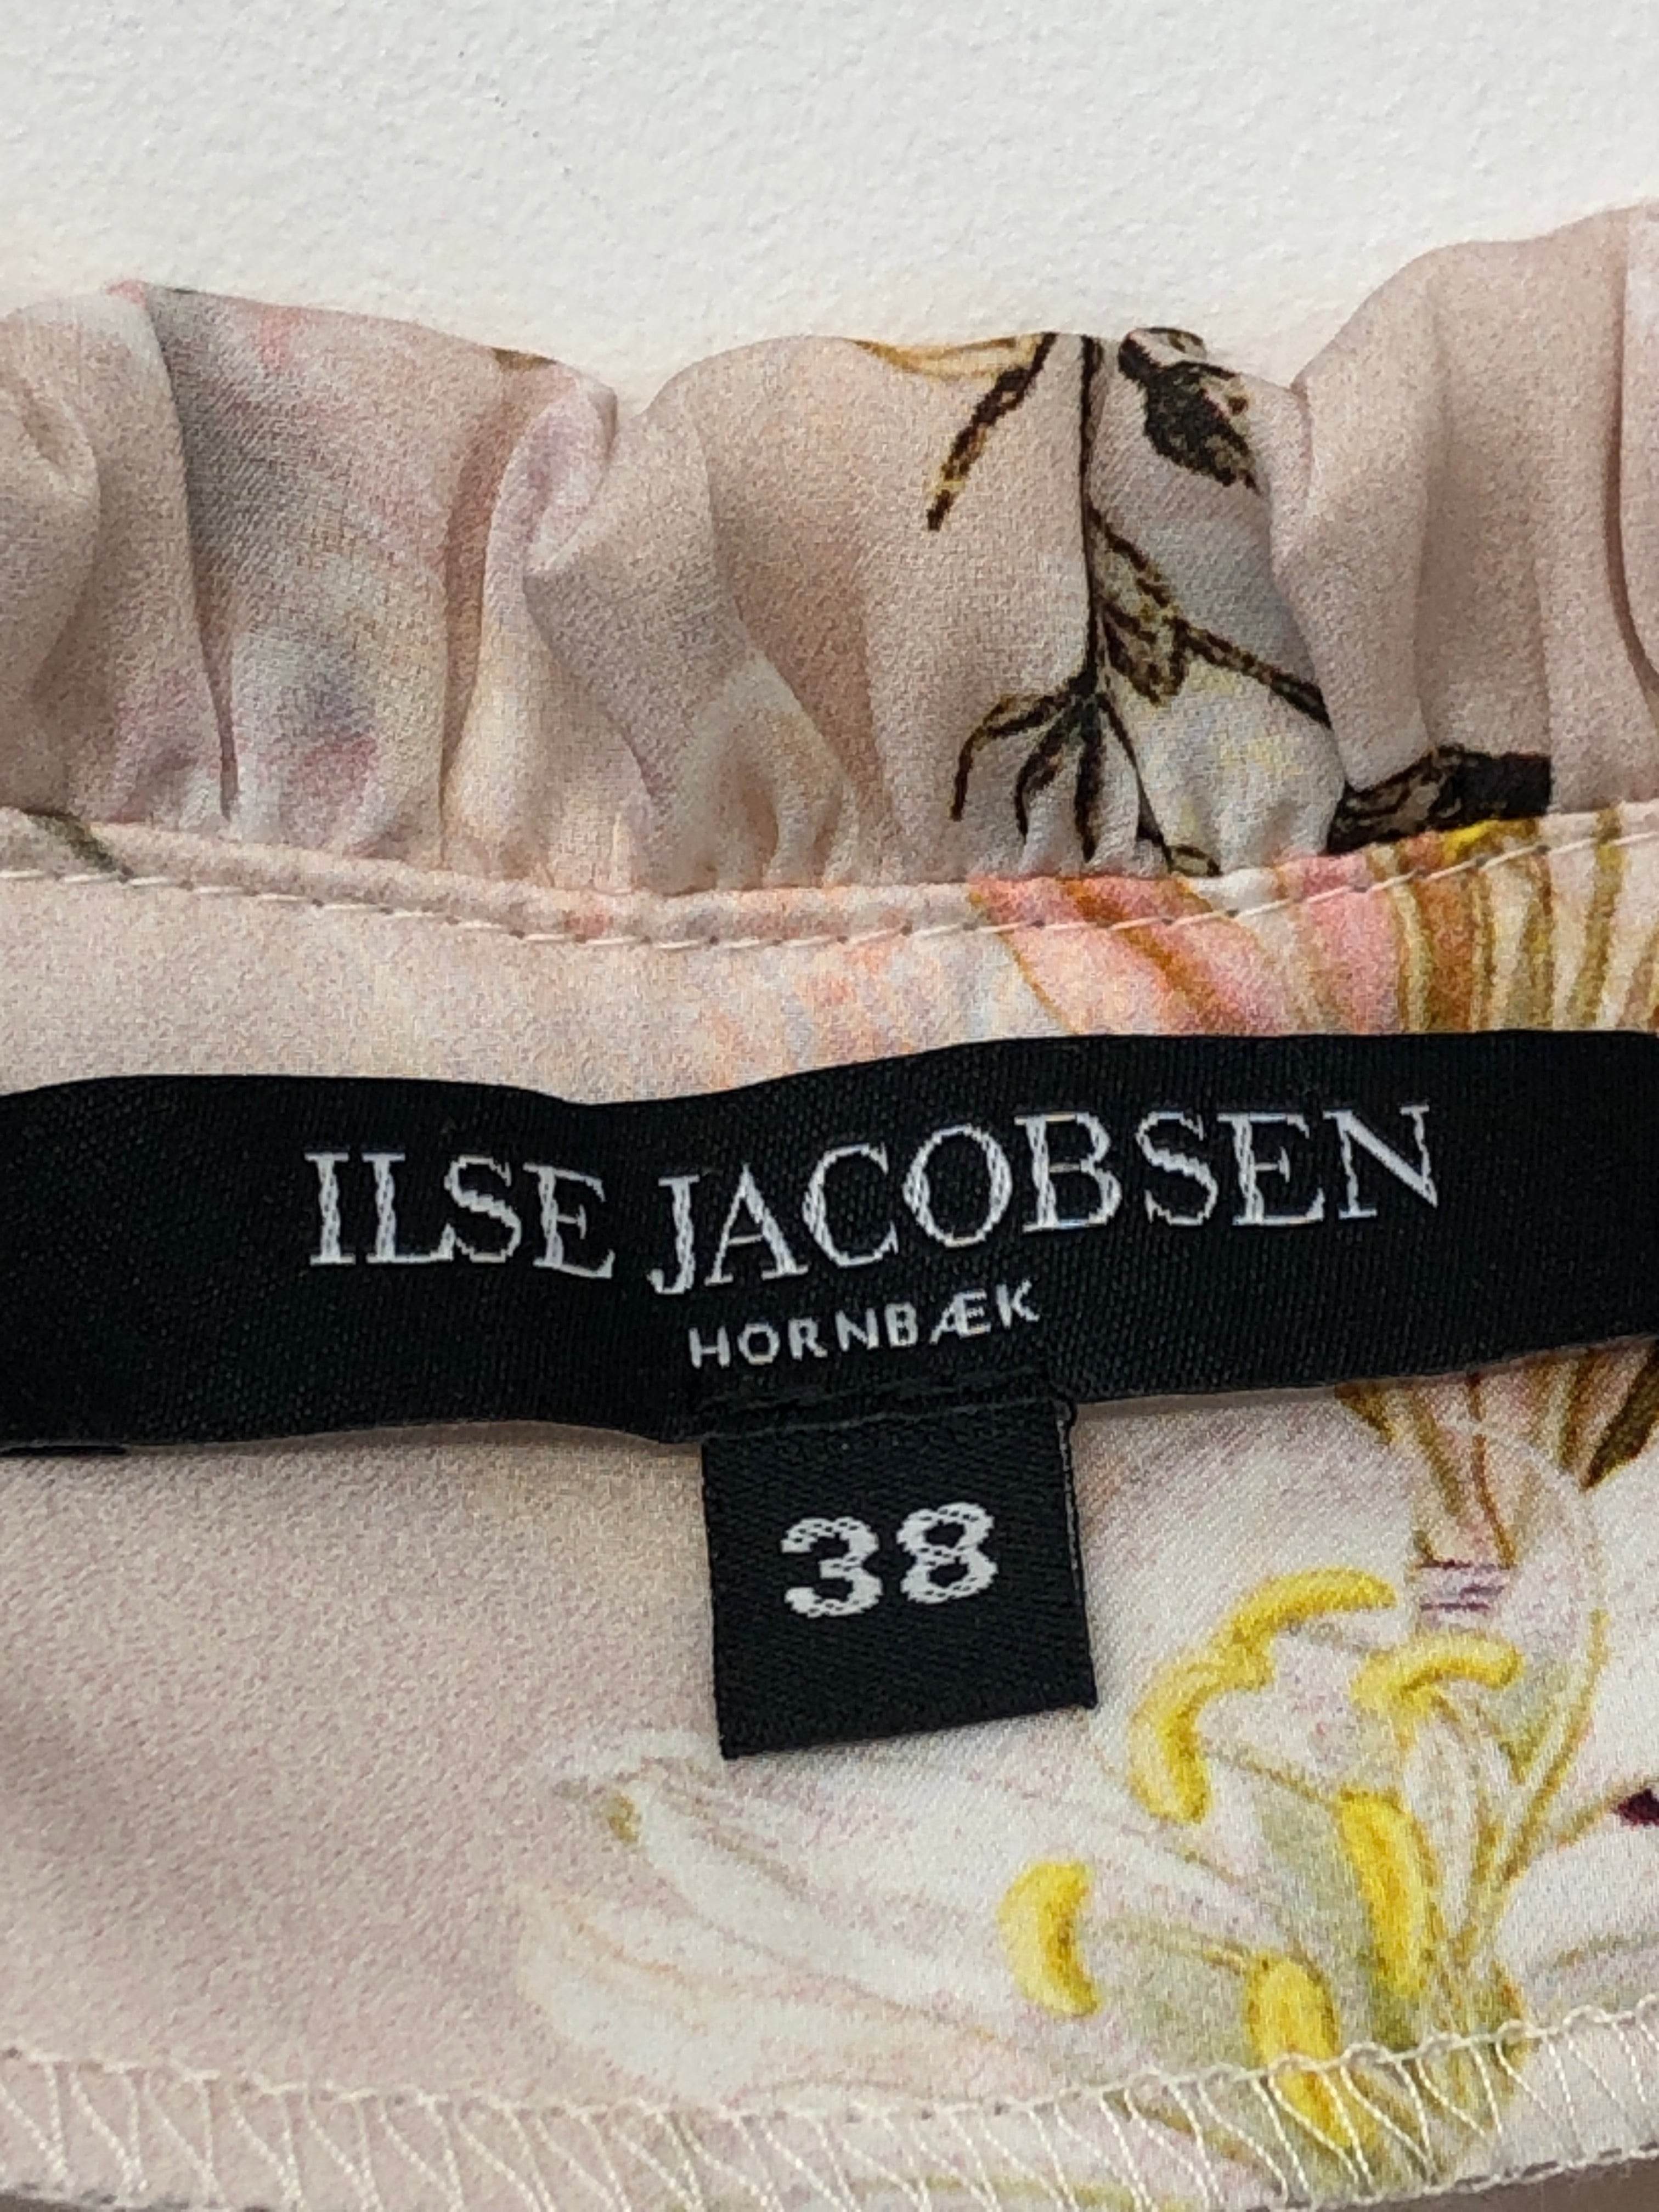 ILSE JACOBSEN
HORNBÆK
38